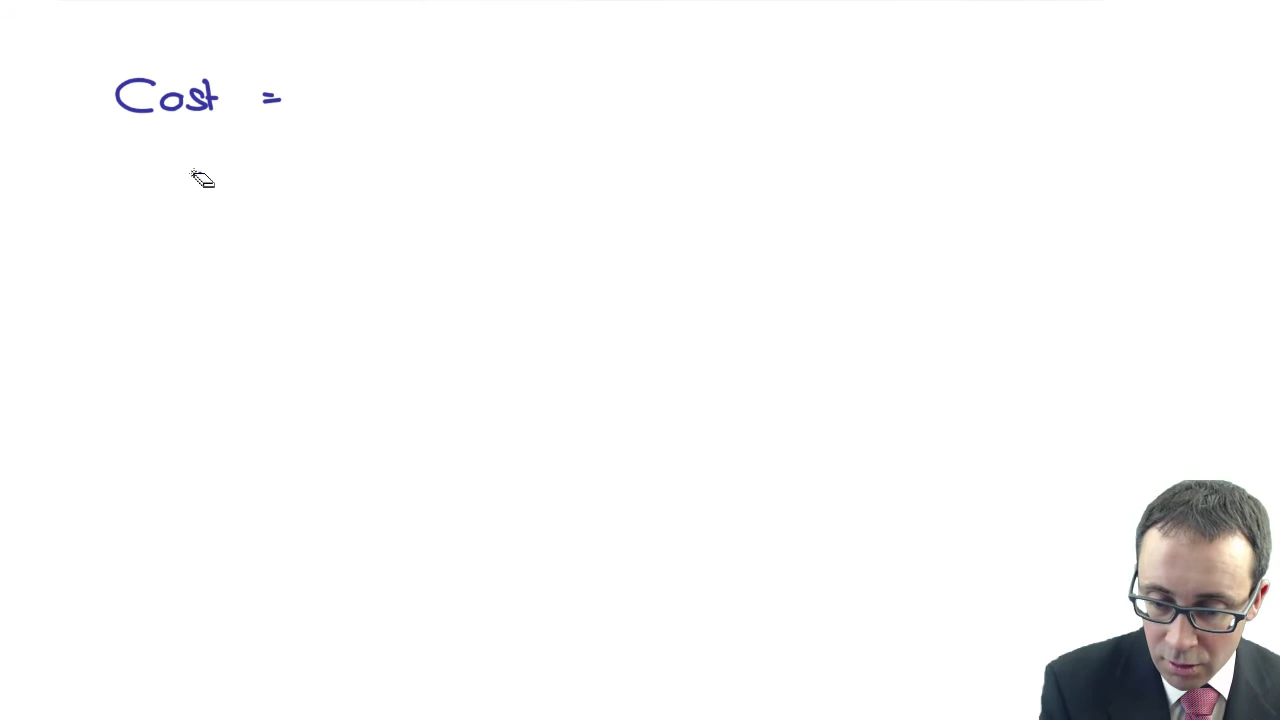 Cost =